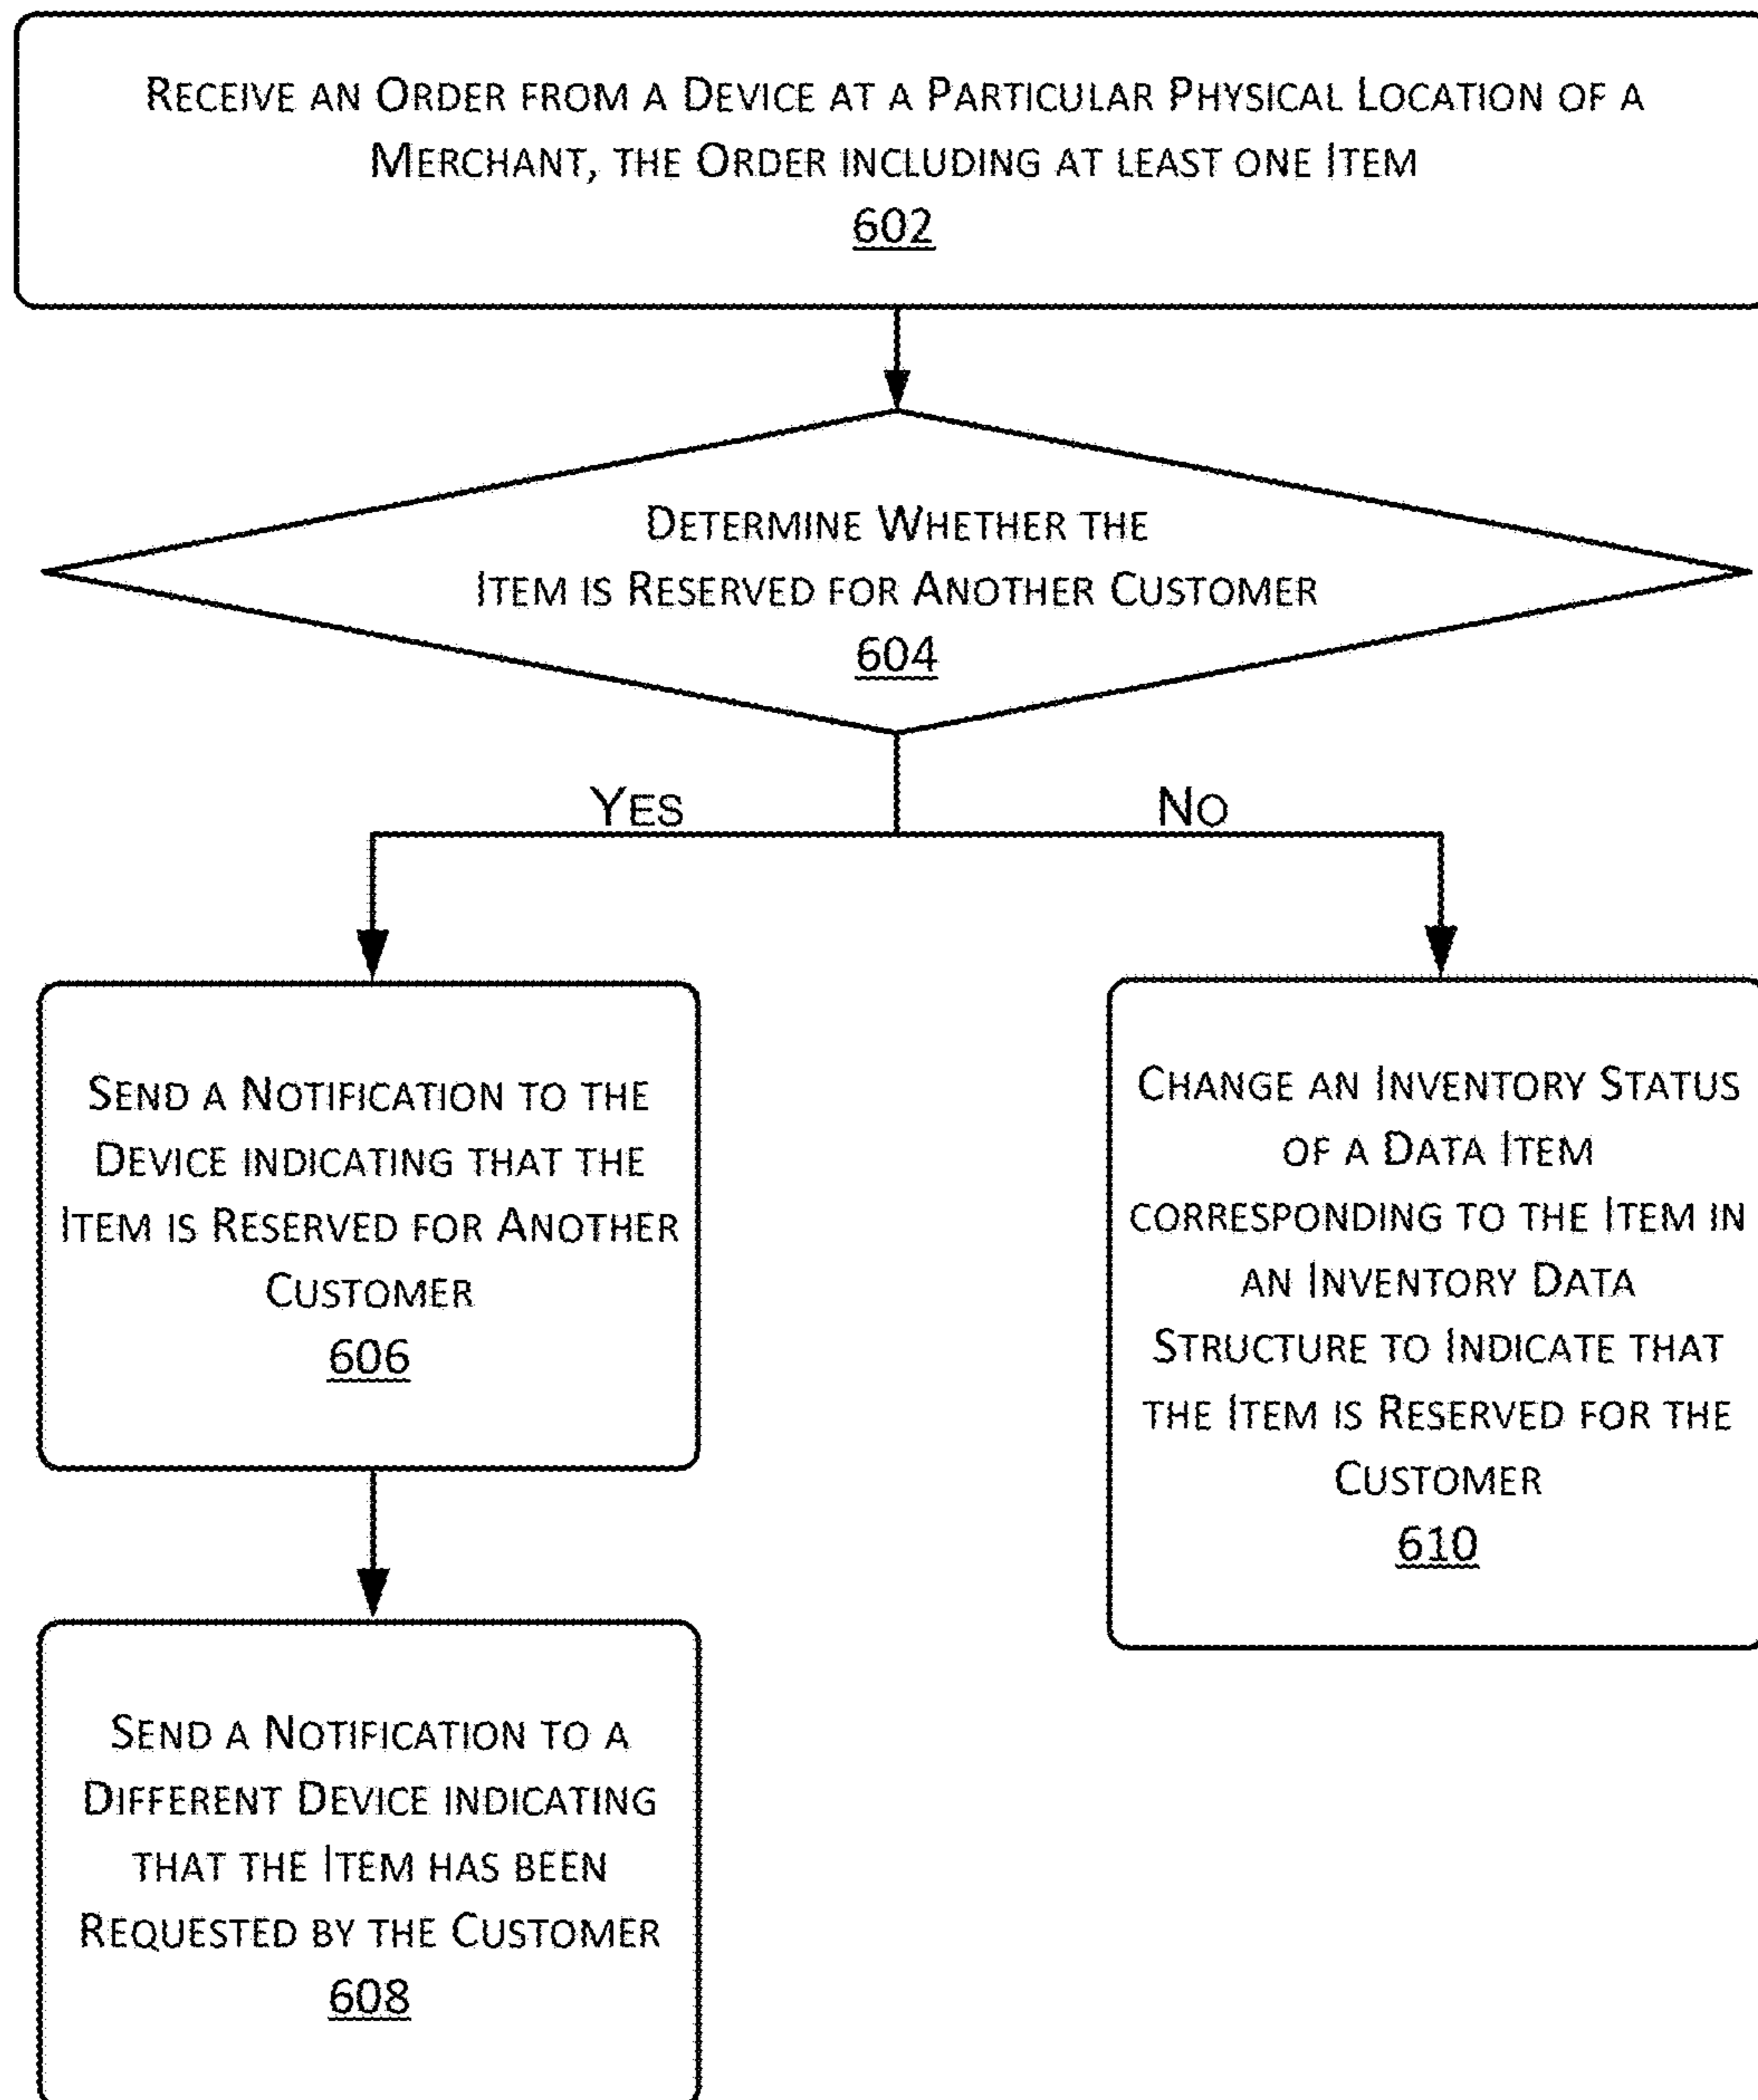 RECEIVE AN ORDER FROM A DEVICE AT A PARTICULAR PHYSICAL LOCATION OF A
MERCHANT, THE ORDER INCLUDING AT LEAST ONE ITEM
602
DETERMINE WHETHER THE
ITEM IS RESERVED FOR ANOTHER CUSTOMER
604
YES
NO
SEND A NOTIFICATION TO THE
DEVICE INDICATING THAT THE
ITEM IS RESERVED FOR ANOTHER
CUSTOMER
606
CHANGE AN INVENTORY STATUS
OF A DATA ITEM
CORRESPONDING TO THE ITEM IN
AN INVENTORY DATA
STRUCTURE TO INDICATE THAT
THE ITEM IS RESERVED FOR THE
CUSTOMER
610
SEND A NOTIFICATION TO A
DIFFERENT DEVICE INDICATING
THAT THE ITEM HAS BEEN
REQUESTED BY THE CUSTOMER
608